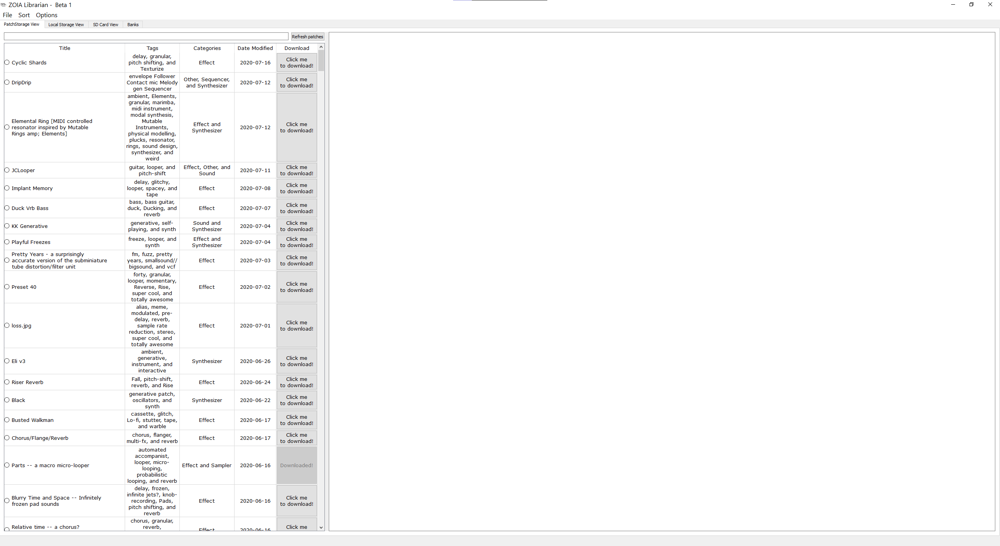 ZOIA Librarian - Beta 1
File Sort Options
PatchStorage View Local Storage View SD Card View Banks
Refresh patches
Title Tags Categories Date Modified Download
Cyclic Shards
delay, granular,
pitch shifting, and
Texturize
Effect
2020-07-16
Click me
to download!
DripDrip
envelope Follower
Contact mic Melody
gen Sequencer
Other, Sequencer,
and Synthesizer
2020-07-12
Click me
to download!
Elemental Ring [MIDI controlled
resonator inspired by Mutable
Rings amp; Elements]
ambient, Elements,
granular, marimba,
midi instrument,
modal synthesis,
Mutable
Instruments,
physical modelling,
plucks, resonator,
rings, sound design,
synthesizer, and
weird
Effect and
Synthesizer
2020-07-12
Click me
to download!
JCLooper
guitar, looper, and
pitch-shift
Effect, Other, and
Sound
2020-07-11
Click me
to download!
Implant Memory
delay, glitchy,
looper, spacey, and
tape
Effect
2020-07-08
Click me
to download!
Duck Vrb Bass
bass, bass guitar,
duck, Ducking, and
reverb
Effect
2020-07-07
Click me
to download!
KK Generative
generative, self-
playing, and synth
Sound and
Synthesizer
2020-07-04
Click me
to download!
Playful Freezes
freeze, looper, and
synth
Effect and
Synthesizer
2020-07-04
Click me
to download!
Pretty Years - a surprisingly
accurate version of the subminiature
tube distortion/filter unit
fm, fuzz, pretty
years, smallsound//
bigsound, and vcf
Effect
2020-07-03
Click me
to download!
Preset 40
forty, granular,
looper, momentary,
Reverse, Rise,
super cool, and
totally awesome
Effect
2020-07-02
Click me
to download!
loss.jpg
alias, meme,
modulated, pre-
delay, reverb,
sample rate
reduction, stereo,
super cool, and
totally awesome
Effect
2020-07-01
Click me
to download!
Eli v3
ambient,
generative,
instrument, and
interactive
Synthesizer
2020-06-26
Click me
to download!
Riser Reverb
Fall, pitch-shift,
reverb, and Rise
Effect
2020-06-24
Click me
to download!
Black
generative patch,
oscillators, and
synth
Synthesizer
2020-06-22
Click me
to download!
Busted Walkman
cassette, glitch,
Lo-fi, stutter, tape,
and warble
Effect
2020-06-17
Click me
to download!
Chorus/Flange/Reverb
chorus, flanger,
multi-fx, and reverb
Effect
2020-06-17
Click me
to download!
Parts -- a macro micro-looper
automated
accompanist,
looper, micro-
looping,
probabilistic
looping, and reverb
Effect and Sampler
2020-06-16
Downloaded!
Blurry Time and Space -- Infinitely
frozen pad sounds
delay, frozen,
infinite jets?, knob-
recording, Pads,
pitch shifting, and
reverb
Effect
2020-06-16
Click me
to download!
Relative time -- a chorus?
chorus, granular,
reverb,
Effect
2020-06-16
Click me